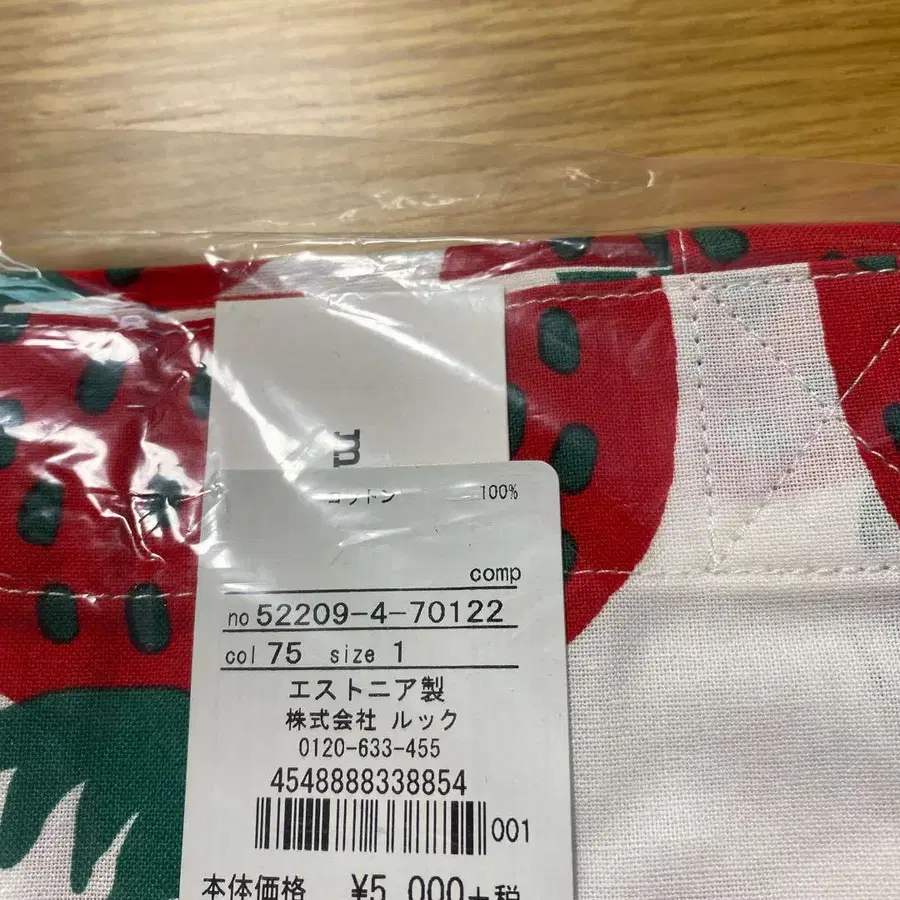 m
コットン 100%
comp
no 52209-4-70122
col 75 size 1
エストニア製
株式会社 ルック
0120-633-455
4548888338854
001
本体価格 ¥5,000+税